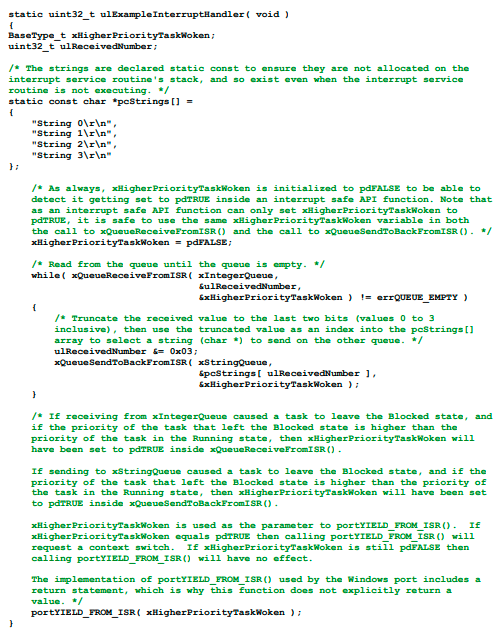 static uint32_t ulExampleInterruptHandler( void )
{
BaseType_t xHigherPriorityTaskWoken;
uint32_t ulReceivedNumber;
/* The strings are declared static const to ensure they are not allocated on the
interrupt service routine's stack, and so exist even when the interrupt service
routine is not executing. */
static const char *pcStrings[] =
{
"String 0\r\n",
"String 1\r\n",
"String 2\r\n",
"String 3\r\n"
};
/* As always, xHigherPriorityTaskWoken is initialized to pdFALSE to be able to
detect it getting set to pdTRUE inside an interrupt safe API function. Note that
as an interrupt safe API function can only set xHigherPriorityTaskWoken to
pdTRUE, it is safe to use the same xHigherPriorityTaskWoken variable in both
the call to xQueueReceiveFromISR() and the call to xQueueSendToBackFromISR(). */
xHigherPriorityTaskWoken = pdFALSE;
/* Read from the queue until the queue is empty. */
while( xQueueReceiveFromISR( xIntegerQueue,
&ulReceivedNumber,
&xHigherPriorityTaskWoken ) != errQUEUE_EMPTY )
{
/* Truncate the received value to the last two bits (values 0 to 3
inclusive), then use the truncated value as an index into the pcStrings[]
array to select a string (char *) to send on the other queue. */
ulReceivedNumber &= 0x03;
xQueueSendToBackFromISR( xStringQueue,
&pcStrings[ ulReceivedNumber ],
&xHigherPriorityTaskWoken );
}
/* If receiving from xIntegerQueue caused a task to leave the Blocked state, and
if the priority of the task that left the Blocked state is higher than the
priority of the task in the Running state, then xHigherPriorityTaskWoken will
have been set to pdTRUE inside xQueueReceiveFromISR().
If sending to xStringQueue caused a task to leave the Blocked state, and if the
priority of the task that left the Blocked state is higher than the priority of
the task in the Running state, then xHigherPriorityTaskWoken will have been set
to pdTRUE inside xQueueSendToBackFromISR().
xHigherPriorityTaskWoken is used as the parameter to portYIELD_FROM_ISR(). If
xHigherPriorityTaskWoken equals pdTRUE then calling portYIELD_FROM_ISR() will
request a context switch. If xHigherPriorityTaskWoken is still pdFALSE then
calling portYIELD_FROM_ISR() will have no effect.
The implementation of portYIELD_FROM_ISR() used by the Windows port includes a
return statement, which is why this function does not explicitly return a
value. */
portYIELD_FROM_ISR( xHigherPriorityTaskWoken );
}